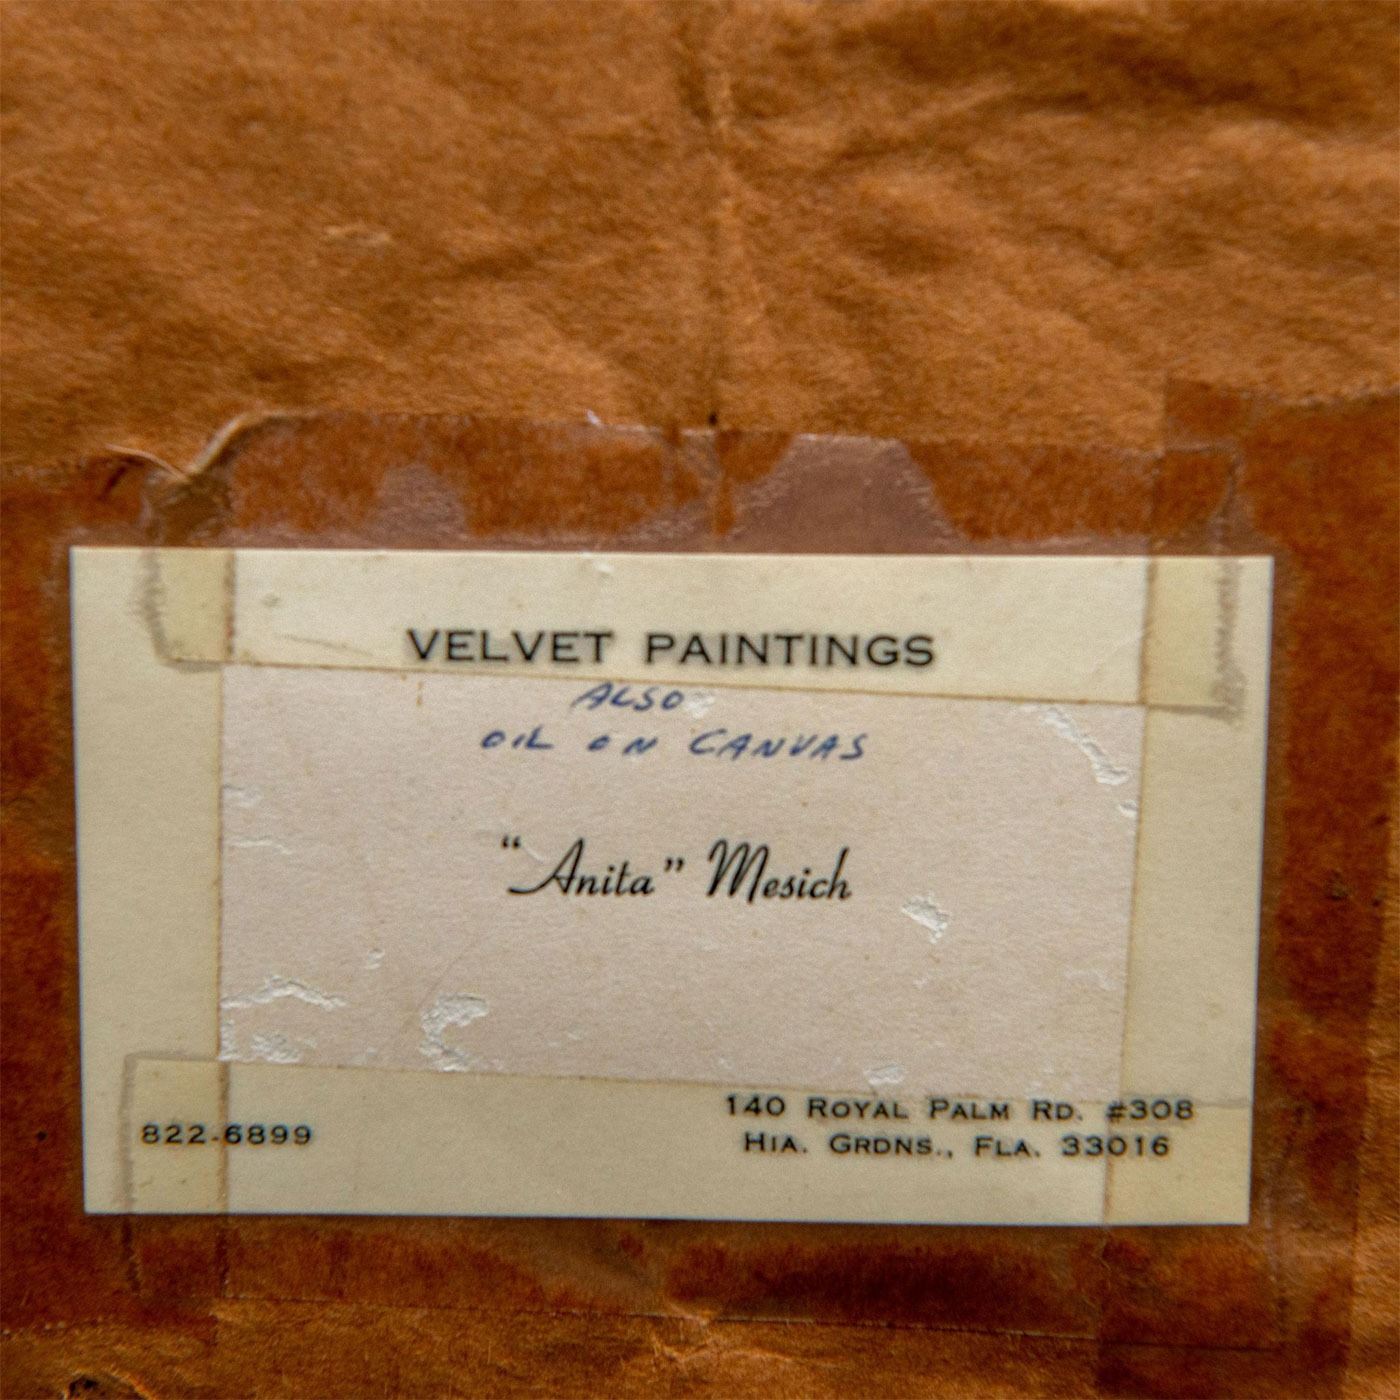 VELVET PAINTINGS
ALSO
OIL ON CANVAS
"Anita" Mesich
822-6899
140 ROYAL PALM RD. #308
HIA. GRDNS., FLA. 33016